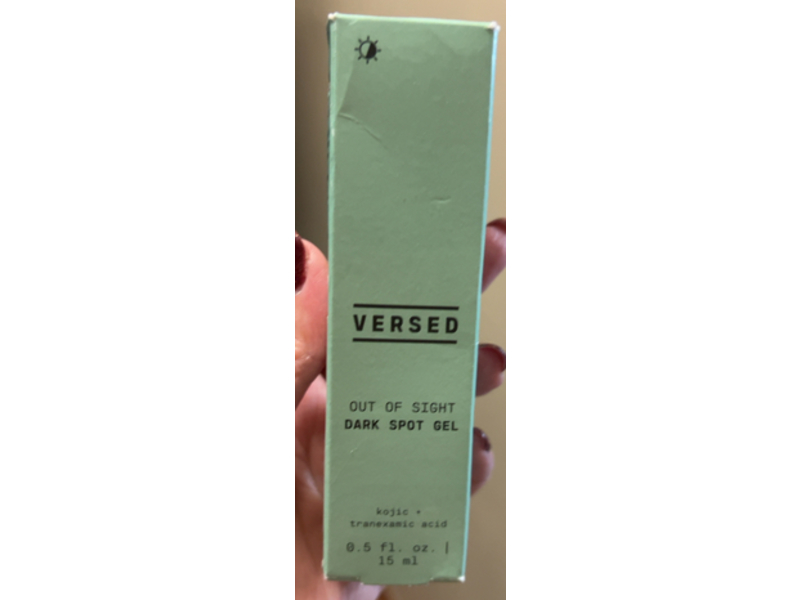 VERSED
OUT OF SIGHT
DARK SPOT GEL
kojic +
tranexamic acid
0.5 fl. oz. |
15 ml